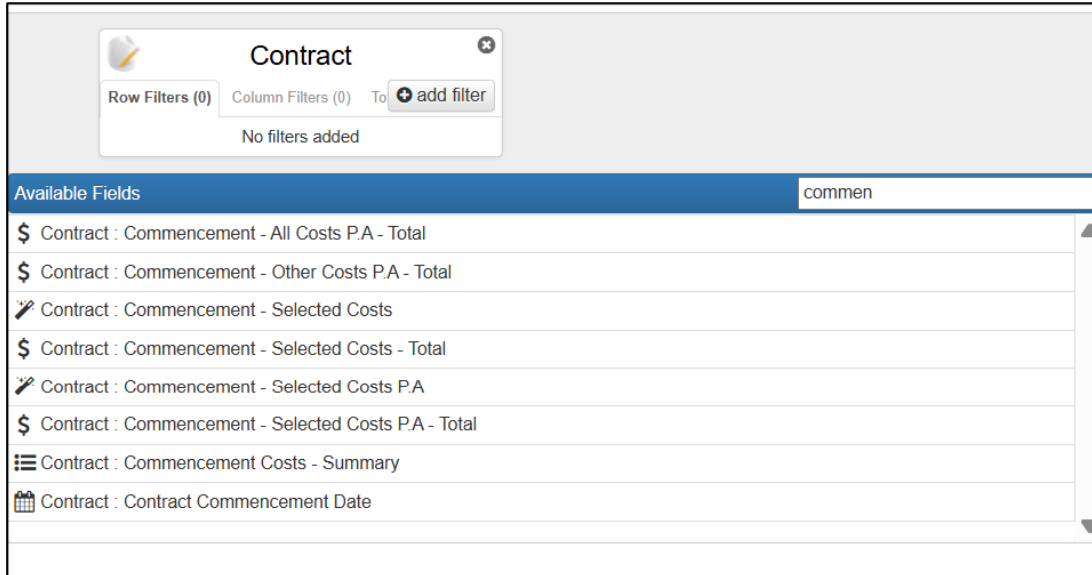 Contract
Row Filters (0) Column Filters (0) To add filter
No filters added
Available Fields commen
$ Contract : Commencement - All Costs P.A - Total
$ Contract : Commencement - Other Costs P.A - Total
Contract : Commencement - Selected Costs
$ Contract : Commencement - Selected Costs - Total
Contract : Commencement - Selected Costs P.A
$ Contract : Commencement - Selected Costs P.A - Total
Contract : Commencement Costs - Summary
Contract : Contract Commencement Date